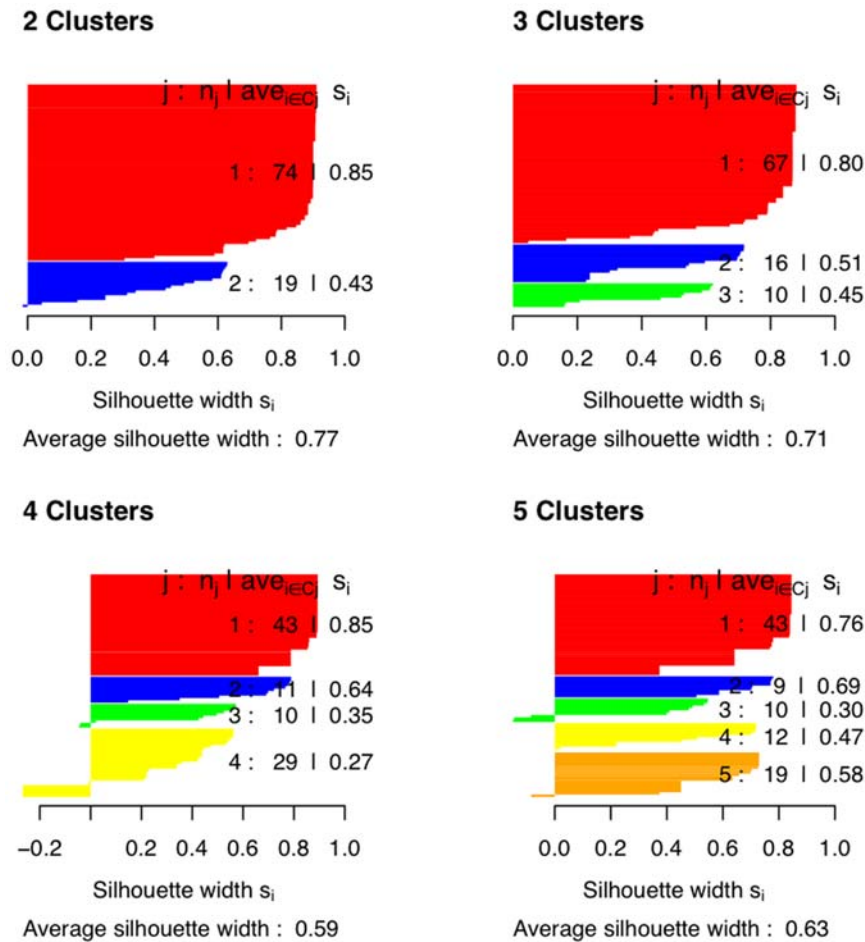 2 Clusters
j : nj | avei∈Cj si
1 : 74 | 0.85
2 : 19 | 0.43
0.0 0.2 0.4 0.6 0.8 1.0
Silhouette width si
Average silhouette width : 0.77
3 Clusters
j : nj | avei∈Cj si
1 : 67 | 0.80
2 : 16 | 0.51
3 : 10 | 0.45
0.0 0.2 0.4 0.6 0.8 1.0
Silhouette width si
Average silhouette width : 0.71
4 Clusters
j : nj | avei∈Cj si
1 : 43 | 0.85
2 : 11 | 0.64
3 : 10 | 0.35
4 : 29 | 0.27
−0.2 0.2 0.4 0.6 0.8 1.0
Silhouette width si
Average silhouette width : 0.59
5 Clusters
j : nj | avei∈Cj si
1 : 43 | 0.76
2 : 9 | 0.69
3 : 10 | 0.30
4 : 12 | 0.47
5 : 19 | 0.58
0.0 0.2 0.4 0.6 0.8 1.0
Silhouette width si
Average silhouette width : 0.63